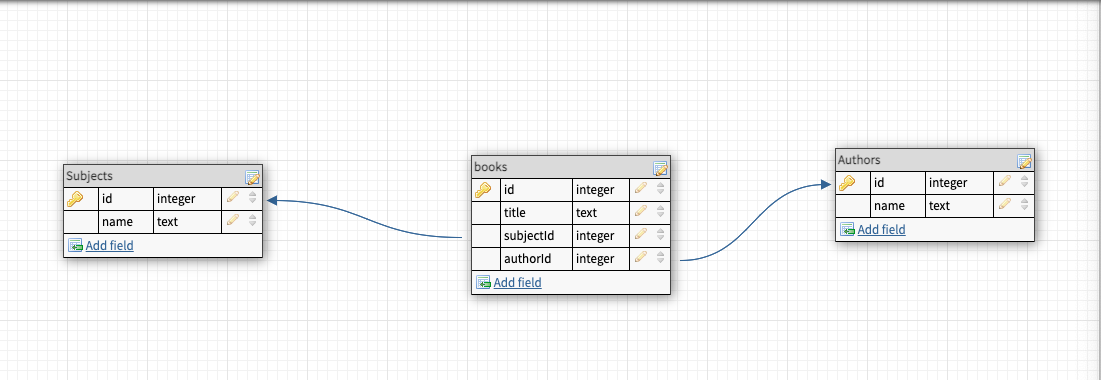 Subjects
id integer
name text
Add field
books
id integer
title text
subjectId integer
authorId integer
Add field
Authors
id integer
name text
Add field